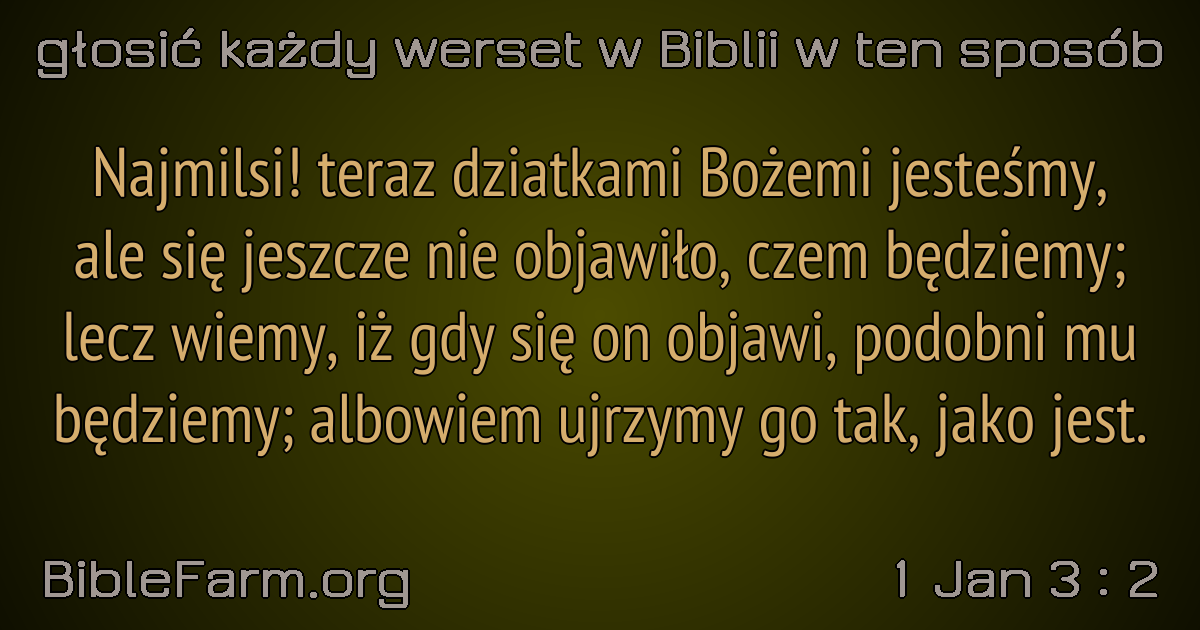 głosić każdy werset w Biblii w ten sposób
Najmilsi! teraz dziatkami Bożemi jesteśmy,
ale się jeszcze nie objawiło, czem będziemy;
lecz wiemy, iż gdy się on objawi, podobni mu
będziemy; albowiem ujrzymy go tak, jako jest.
BibleFarm.org
1 Jan 3 : 2